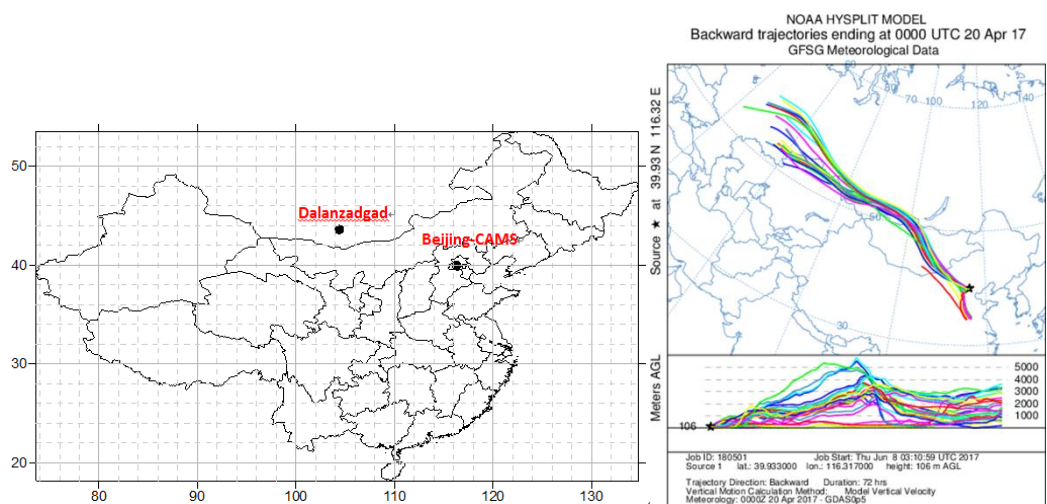 50
40
30
20
80
90
100
110
120
130
Dalanzadgad
Beijing-CAMS
NOAA HYSPLIT MODEL
Backward trajectories ending at 0000 UTC 20 Apr 17
GFSG Meteorological Data
Source ★ at 39.93 N 116.32 E
60
70
80
90
100
120
140
50
30
Meters AGL
106
5000
4000
3000
2000
1000
Job ID: 180501 Job Start: Thu Jun 8 03:10:59 UTC 2017
Source 1 lat.: 39.933000 lon.: 116.317000 height: 106 m AGL
Trajectory Direction: Backward Duration: 72 hrs
Vertical Motion Calculation Method: Model Vertical Velocity
Meteorology: 0000Z 20 Apr 2017 - GDAS0p5